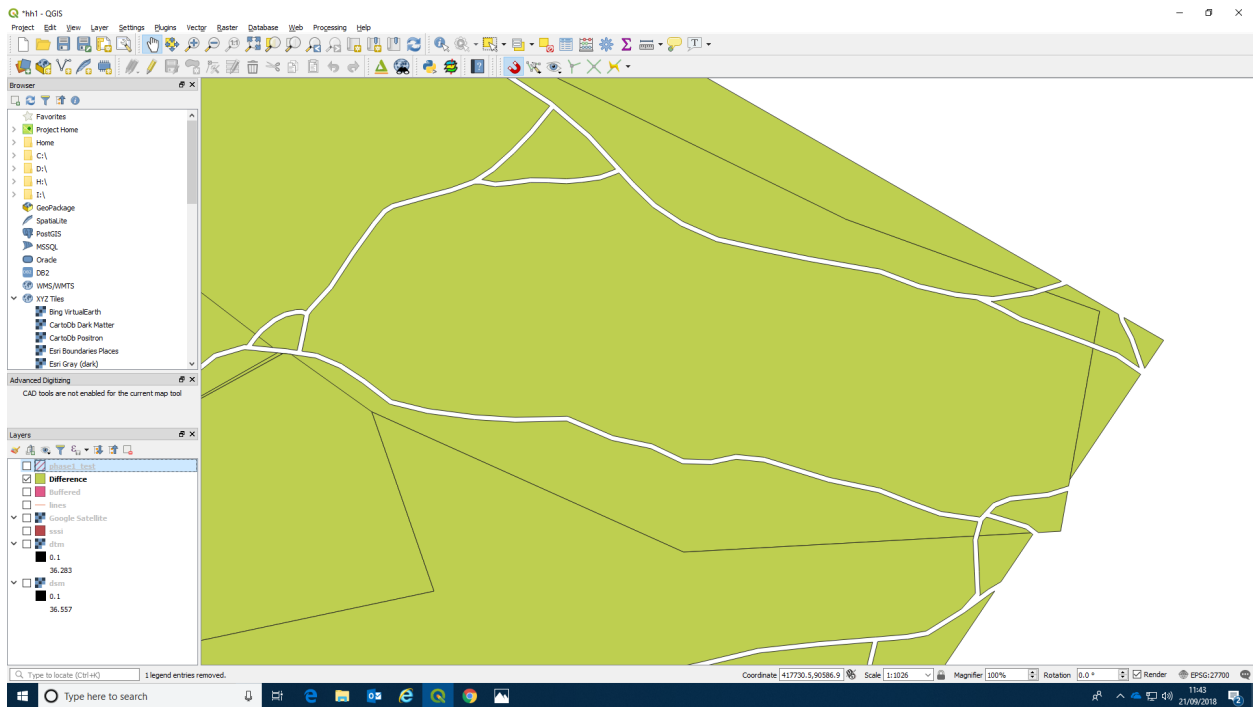 *hh1 - QGIS
Project Edit View Layer Settings Plugins Vector Raster Database Web Processing Help
Browser
Favorites
Project Home
Home
C:\
D:\
H:\
I:\
GeoPackage
SpatiaLite
PostGIS
MSSQL
Oracle
DB2
WMS/WMTS
XYZ Tiles
Bing VirtualEarth
CartoDb Dark Matter
CartoDb Positron
Esri Boundaries Places
Esri Gray (dark)
Advanced Digitizing
CAD tools are not enabled for the current map tool
Layers
phase1_test
Difference
Buffered
lines
Google Satellite
sssi
dtm
0.1
36.283
dsm
0.1
36.557
Type to locate (Ctrl+K) 1 legend entries removed. Coordinate 417730.5,90586.9 Scale 1:1026 Magnifier 100% Rotation 0.0 ° Render EPSG:27700
Type here to search
11:43
21/09/2018